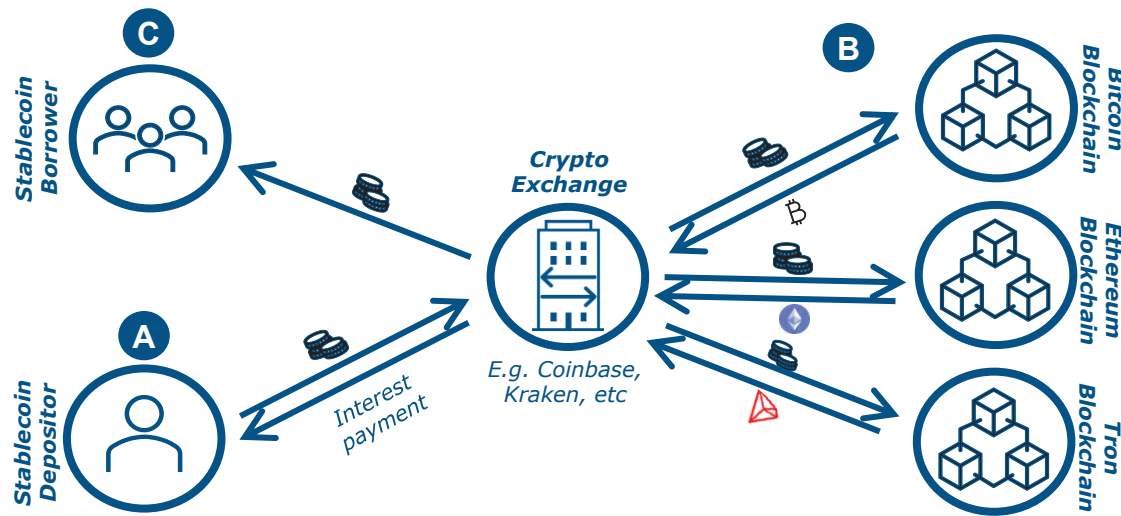 C
Stablecoin
Borrower
A
Stablecoin
Depositor
Interest
payment
Crypto
Exchange
E.g. Coinbase,
Kraken, etc
B
Bitcoin
Blockchain
Ethereum
Blockchain
Tron
Blockchain